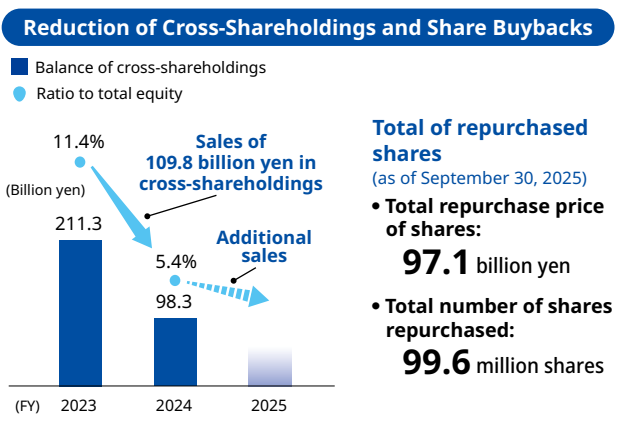 Reduction of Cross-Shareholdings and Share Buybacks
Balance of cross-shareholdings
Ratio to total equity
11.4%
(Billion yen)
211.3
Sales of
109.8 billion yen in
cross-shareholdings
5.4%
98.3
Additional
sales
(FY)
2023
2024
2025
Total of repurchased
shares
(as of September 30, 2025)
• Total repurchase price
of shares:
97.1 billion yen
• Total number of shares
repurchased:
99.6 million shares